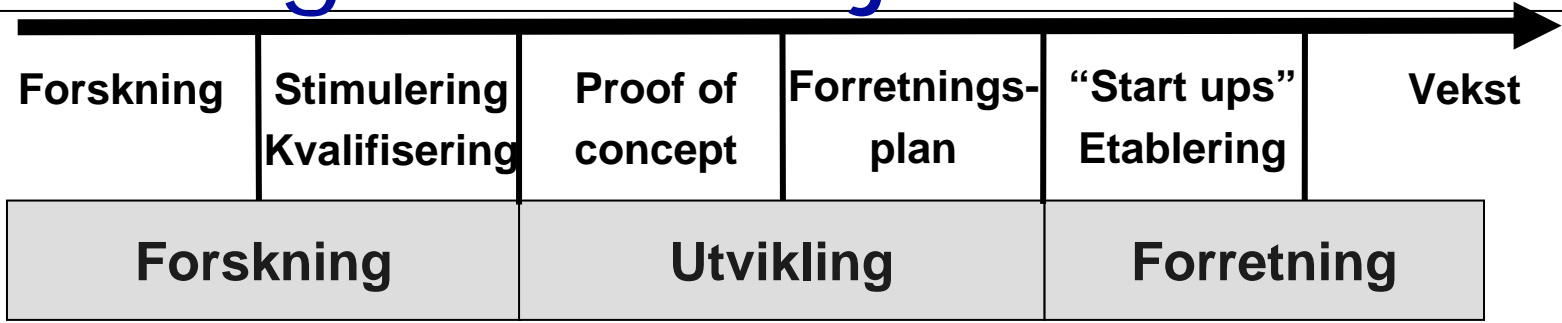 Forskning
Stimulering
Kvalifisering
Proof of
concept
Forretnings-
plan
“Start ups”
Etablering
Vekst
Forskning
Utvikling
Forretning